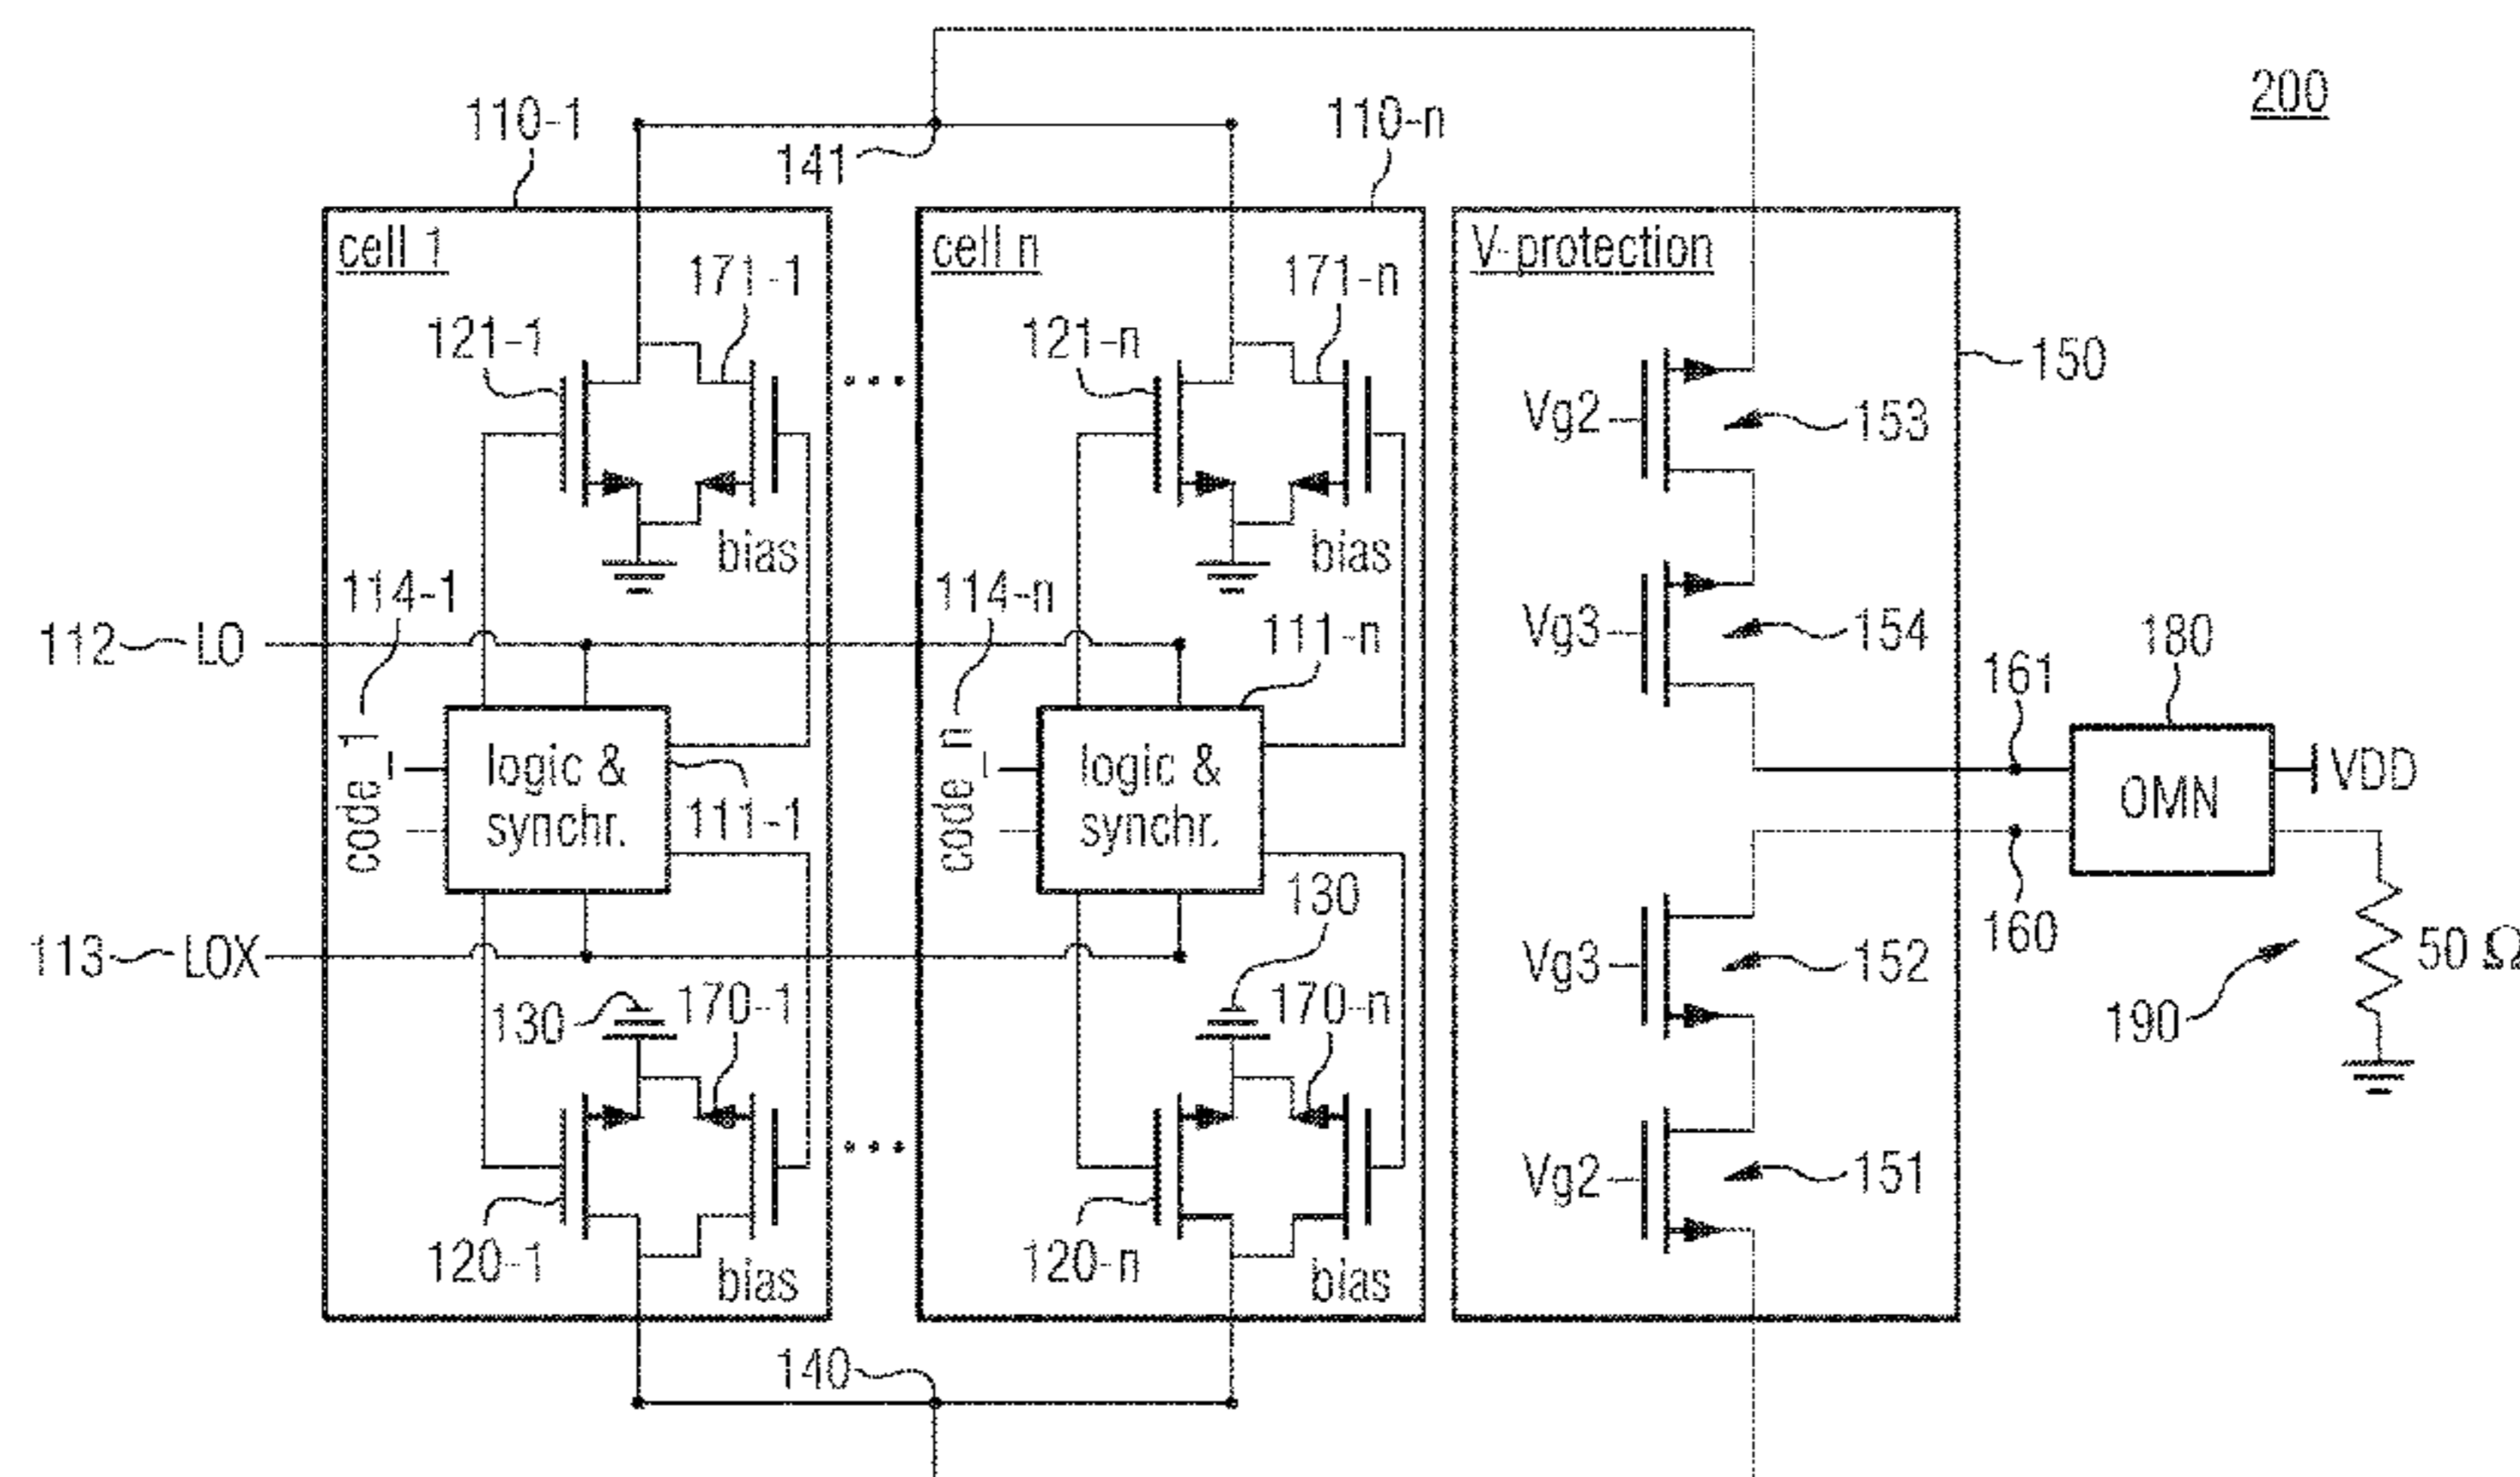 200
110-1
141
110-n
cell 1
171-1
121-1
bias
114-1
cell n
171-n
121-n
bias
114-n
V-protection
150
Vg2
153
Vg3
154
112 LO
111-n
161
180
code_1
logic &
synchr.
111-1
code_n
logic &
synchr.
OMN
VDD
130
160
113 LOX
Vg3
152
50 Ω
190
130
170-1
170-n
Vg2
151
120-1
bias
120-n
bias
140